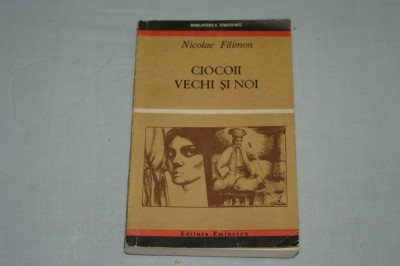 BIBLIOTECA EMINESCU
Nicolae Filimon
CIOCOII
VECHI ȘI NOI
Editura Eminescu